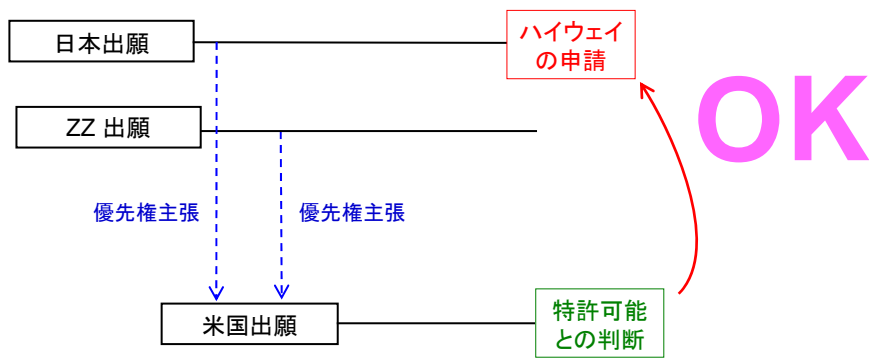 日本出願
ハイウェイ
の申請
OK
ZZ 出願
優先権主張
優先権主張
米国出願
特許可能
との判断